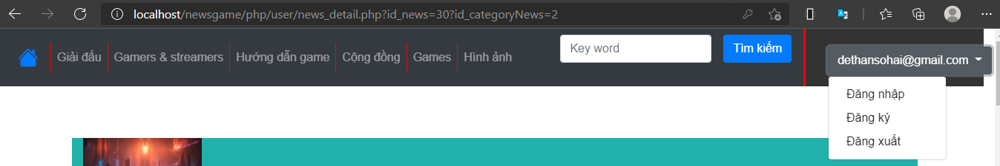 localhost/newsgame/php/user/news_detail.php?id_news=30?id_categoryNews=2
Giải đấu Gamers & streamers Hướng dẫn game Cộng đồng Games Hình ảnh Key word Tìm kiếm dethansohai@gmail.com
Đăng nhập
Đăng ký
Đăng xuất